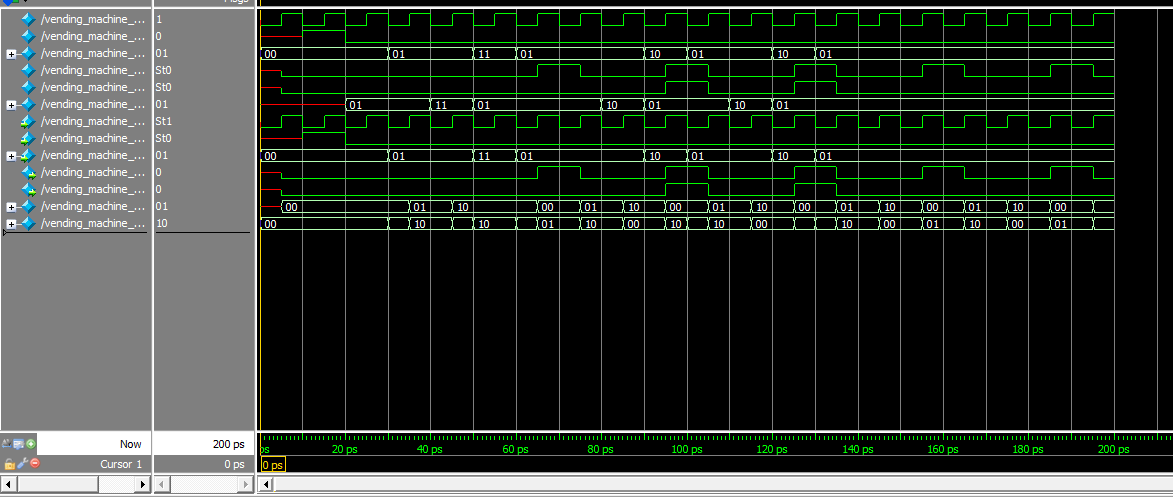 Msgs
/vending_machine_... 1
/vending_machine_... 0
/vending_machine_... 01 00 01 11 01 10 01 10 01
/vending_machine_... St0
/vending_machine_... St0
/vending_machine_... 01 01 11 01 10 01 10 01
/vending_machine_... St1
/vending_machine_... St0
/vending_machine_... 01 00 01 11 01 10 01 10 01
/vending_machine_... 0
/vending_machine_... 0
/vending_machine_... 01 00 01 10 00 01 10 00 01 10 00 01 10 00 01 10 00
/vending_machine_... 10 00 10 10 01 10 00 10 10 00 10 00 01 10 00 01
Now 200 ps ps 20 ps 40 ps 60 ps 80 ps 100 ps 120 ps 140 ps 160 ps 180 ps 200 ps
Cursor 1 0 ps 0 ps